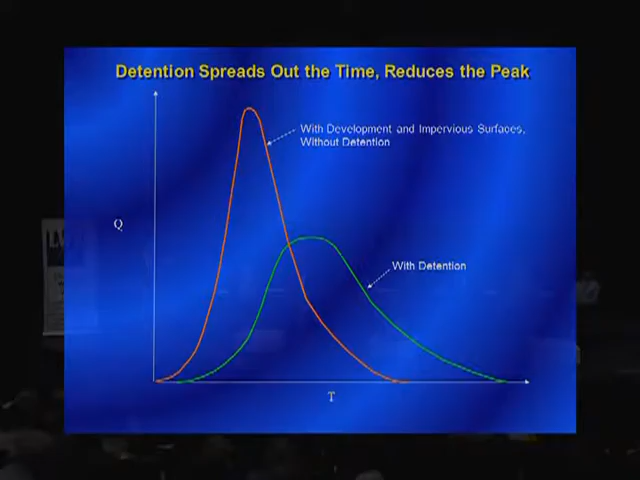 Detention Spreads Out the Time, Reduces the Peak
With Development and Impervious Surfaces,
Without Detention
Q
With Detention
T